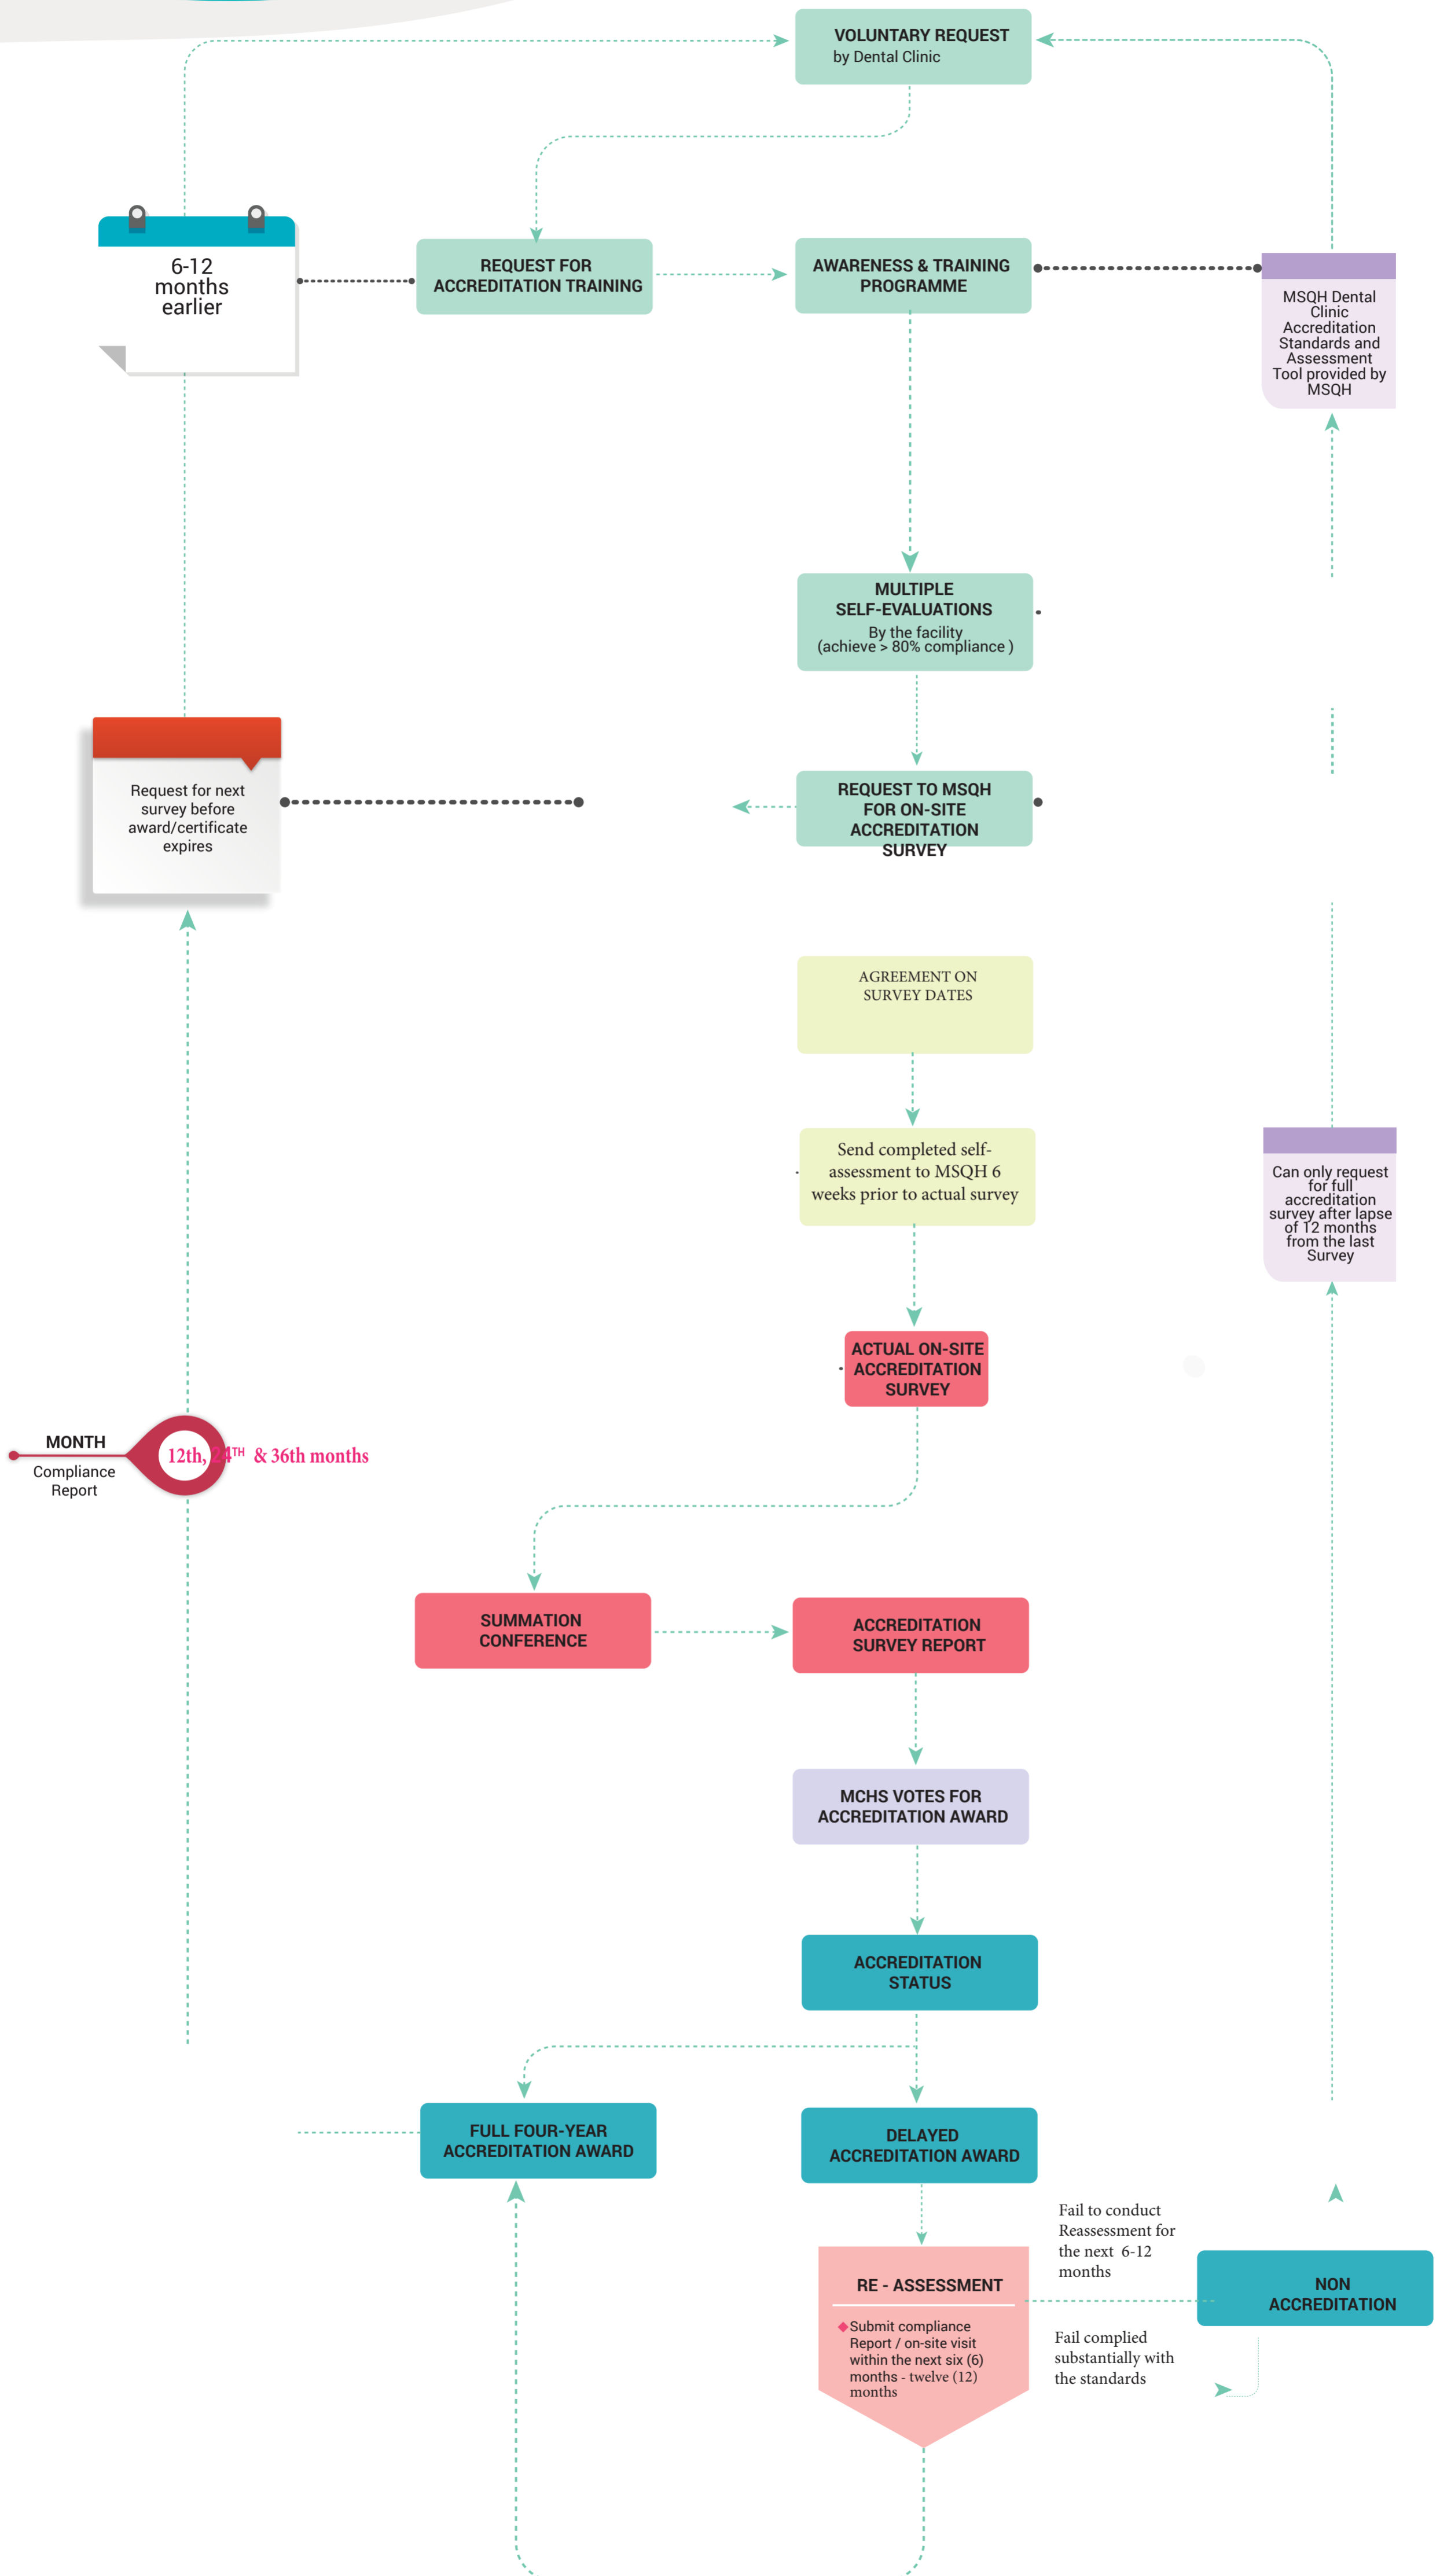 VOLUNTARY REQUEST
by Dental Clinic
6-12
months
earlier
REQUEST FOR
ACCREDITATION TRAINING
AWARENESS & TRAINING
PROGRAMME
MSQH Dental
Clinic
Accreditation
Standards and
Assessment
Tool provided by
MSQH
MULTIPLE
SELF-EVALUATIONS
By the facility
(achieve > 80% compliance )
Request for next
survey before
award/certificate
expires
REQUEST TO MSQH
FOR ON-SITE
ACCREDITATION
SURVEY
AGREEMENT ON
SURVEY DATES
Send completed self-
assessment to MSQH 6
weeks prior to actual survey
Can only request
for full
accreditation
survey after lapse
of 12 months
from the last
Survey
ACTUAL ON-SITE
ACCREDITATION
SURVEY
MONTH
Compliance
Report
12th, 24TH & 36th months
SUMMATION
CONFERENCE
ACCREDITATION
SURVEY REPORT
MCHS VOTES FOR
ACCREDITATION AWARD
ACCREDITATION
STATUS
FULL FOUR-YEAR
ACCREDITATION AWARD
DELAYED
ACCREDITATION AWARD
Fail to conduct
Reassessment for
the next 6-12
months
RE - ASSESSMENT
Submit compliance
Report / on-site visit
within the next six (6)
months - twelve (12)
months
NON
ACCREDITATION
Fail complied
substantially with
the standards